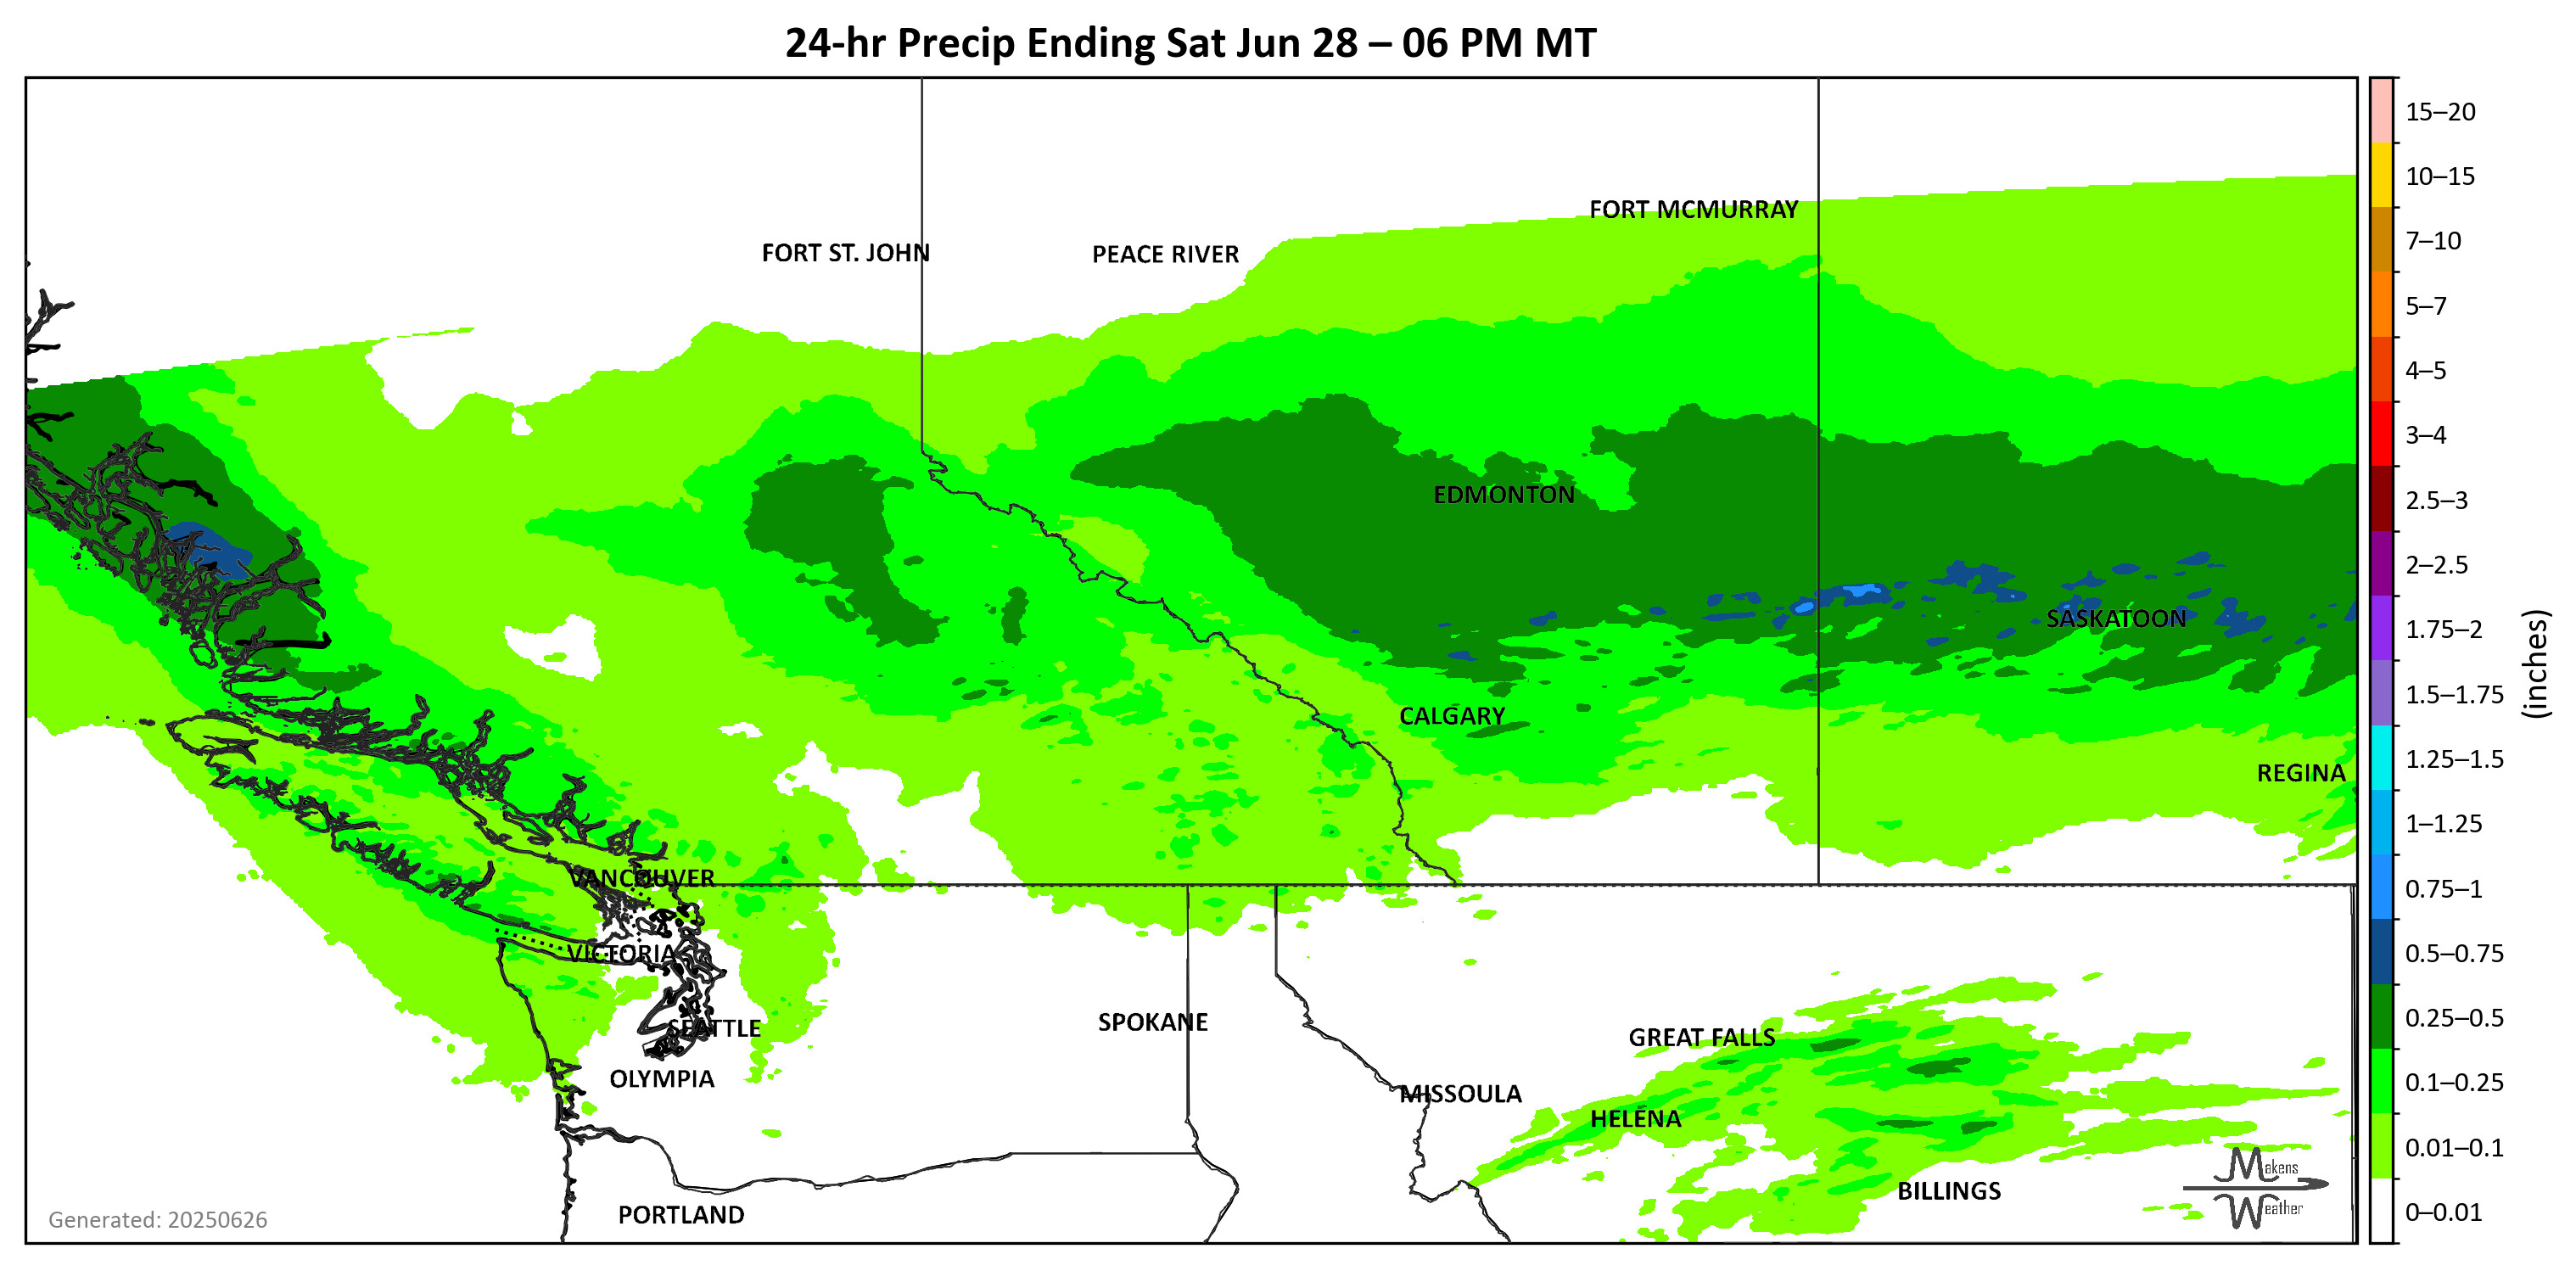 24-hr Precip Ending Sat Jun 28 – 06 PM MT
15–20
10–15
7–10
5–7
4–5
3–4
2.5–3
2–2.5
1.75–2
1.5–1.75
1.25–1.5
1–1.25
0.75–1
0.5–0.75
0.25–0.5
0.1–0.25
0.01–0.1
0–0.01
(inches)
FORT MCMURRAY
FORT ST. JOHN
PEACE RIVER
EDMONTON
SASKATOON
CALGARY
REGINA
VANCOUVER
VICTORIA
SEATTLE
SPOKANE
GREAT FALLS
OLYMPIA
MISSOULA
HELENA
BILLINGS
PORTLAND
Makens
Weather
Generated: 20250626